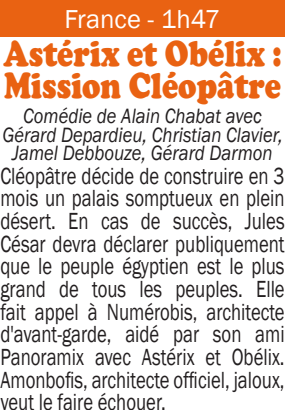 France - 1h47
Astérix et Obélix :
Mission Cléopâtre
Comédie de Alain Chabat avec
Gérard Depardieu, Christian Clavier,
Jamel Debbouze, Gérard Darmon
Cléopâtre décide de construire en 3
mois un palais somptueux en plein
désert. En cas de succès, Jules
César devra déclarer publiquement
que le peuple égyptien est le plus
grand de tous les peuples. Elle
fait appel à Numérobis, architecte
d'avant-garde, aidé par son ami
Panoramix avec Astérix et Obélix.
Amonbofis, architecte officiel, jaloux,
veut le faire échouer.